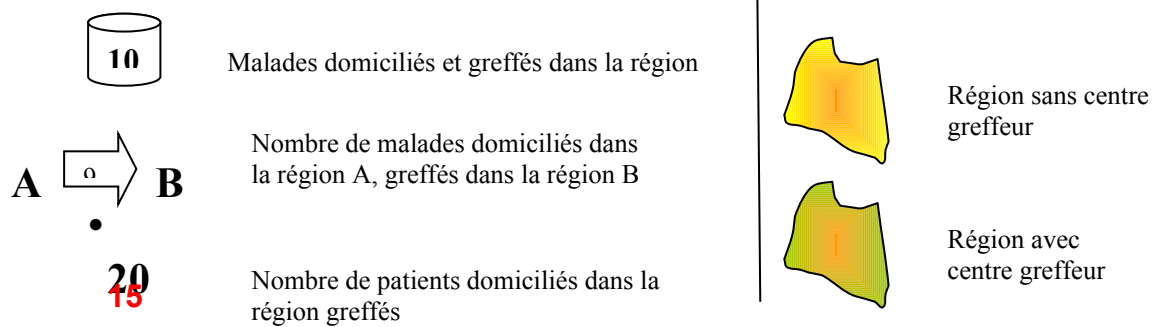 10
Malades domiciliés et greffés dans la région
Nombre de malades domiciliés dans
la région A, greffés dans la région B
A
B
20
15
Nombre de patients domiciliés dans la
région greffés
Région sans centre
greffeur
Région avec
centre greffeur